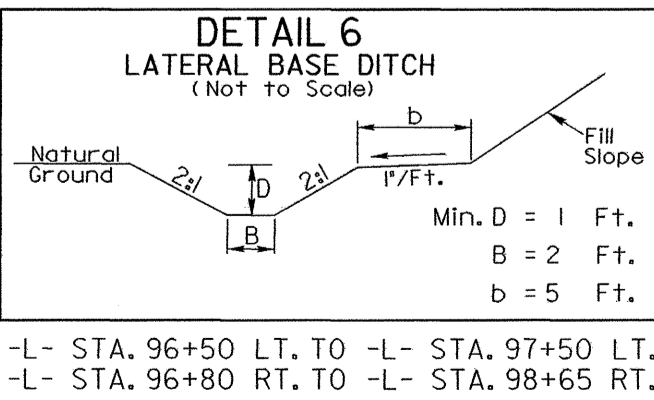 DETAIL 6
LATERAL BASE DITCH
(Not to Scale)
b
Natural
Ground
2:1
D
2:1
1"/Ft.
Fill
Slope
B
Min. D = 1 Ft.
B = 2 Ft.
b = 5 Ft.
-L- STA. 96+50 LT. TO -L- STA. 97+50 LT.
-L- STA. 96+80 RT. TO -L- STA. 98+65 RT.